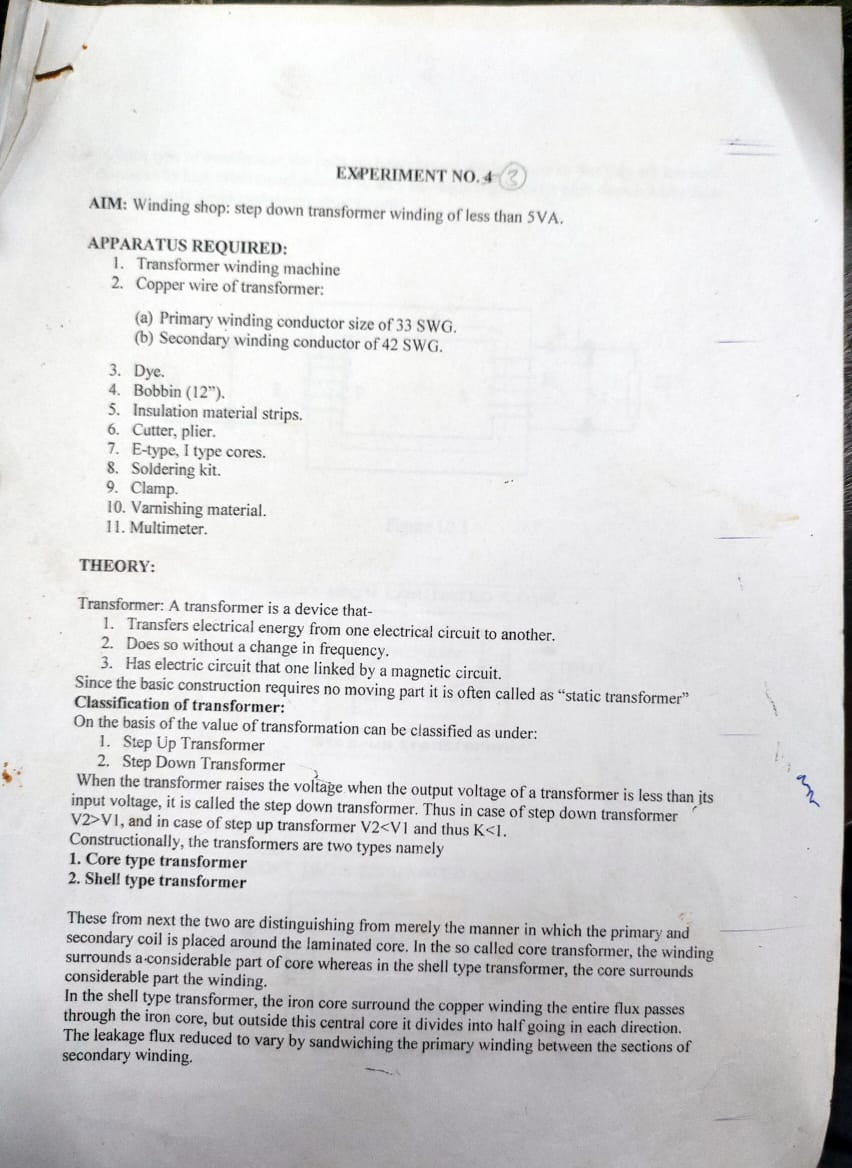 EXPERIMENT NO. 4 (3)
AIM: Winding shop: step down transformer winding of less than 5VA.
APPARATUS REQUIRED:
1. Transformer winding machine
2. Copper wire of transformer:
(a) Primary winding conductor size of 33 SWG.
(b) Secondary winding conductor of 42 SWG.
3. Dye.
4. Bobbin (12”).
5. Insulation material strips.
6. Cutter, plier.
7. E-type, I type cores.
8. Soldering kit.
9. Clamp.
10. Varnishing material.
11. Multimeter.
THEORY:
Transformer: A transformer is a device that-
1. Transfers electrical energy from one electrical circuit to another.
2. Does so without a change in frequency.
3. Has electric circuit that one linked by a magnetic circuit.
Since the basic construction requires no moving part it is often called as “static transformer”
Classification of transformer:
On the basis of the value of transformation can be classified as under:
1. Step Up Transformer
2. Step Down Transformer
When the transformer raises the voltage when the output voltage of a transformer is less than its
input voltage, it is called the step down transformer. Thus in case of step down transformer
V2>V1, and in case of step up transformer V2<V1 and thus K<1.
Constructionally, the transformers are two types namely
1. Core type transformer
2. Shell type transformer
These from next the two are distinguishing from merely the manner in which the primary and
secondary coil is placed around the laminated core. In the so called core transformer, the winding
surrounds a considerable part of core whereas in the shell type transformer, the core surrounds
considerable part the winding.
In the shell type transformer, the iron core surround the copper winding the entire flux passes
through the iron core, but outside this central core it divides into half going in each direction.
The leakage flux reduced to vary by sandwiching the primary winding between the sections of
secondary winding.